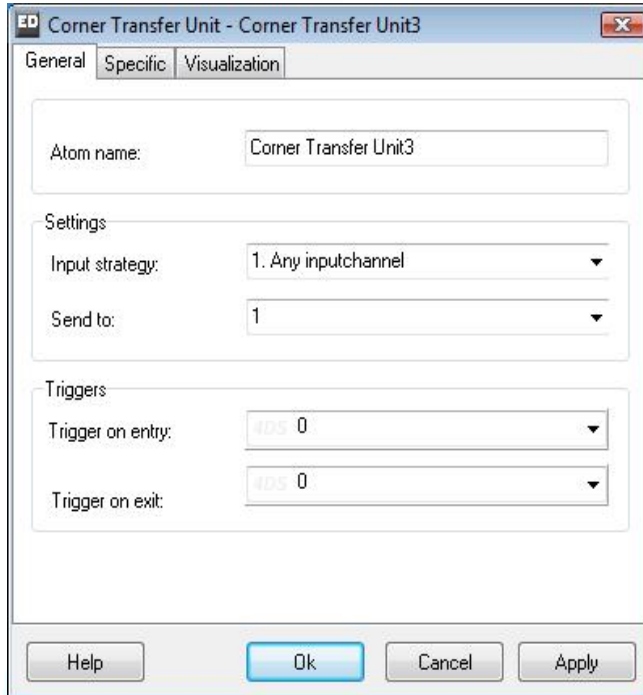 ED Corner Transfer Unit - Corner Transfer Unit3
General Specific Visualization
Atom name: Corner Transfer Unit3
Settings
Input strategy: 1. Any inputchannel
Send to: 1
Triggers
Trigger on entry: 4DS 0
Trigger on exit: 4DS 0
Help Ok Cancel Apply